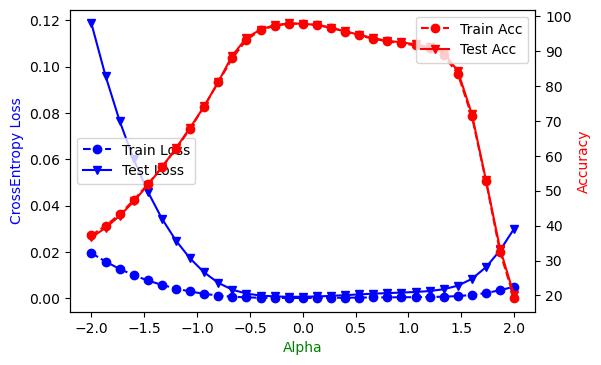 CrossEntropy Loss
0.12
0.10
0.08
0.06
0.04
0.02
0.00
Train Loss
Test Loss
Train Acc
Test Acc
100
90
80
70
60
50
40
30
20
Accuracy
−2.0 −1.5 −1.0 −0.5 0.0 0.5 1.0 1.5 2.0
Alpha